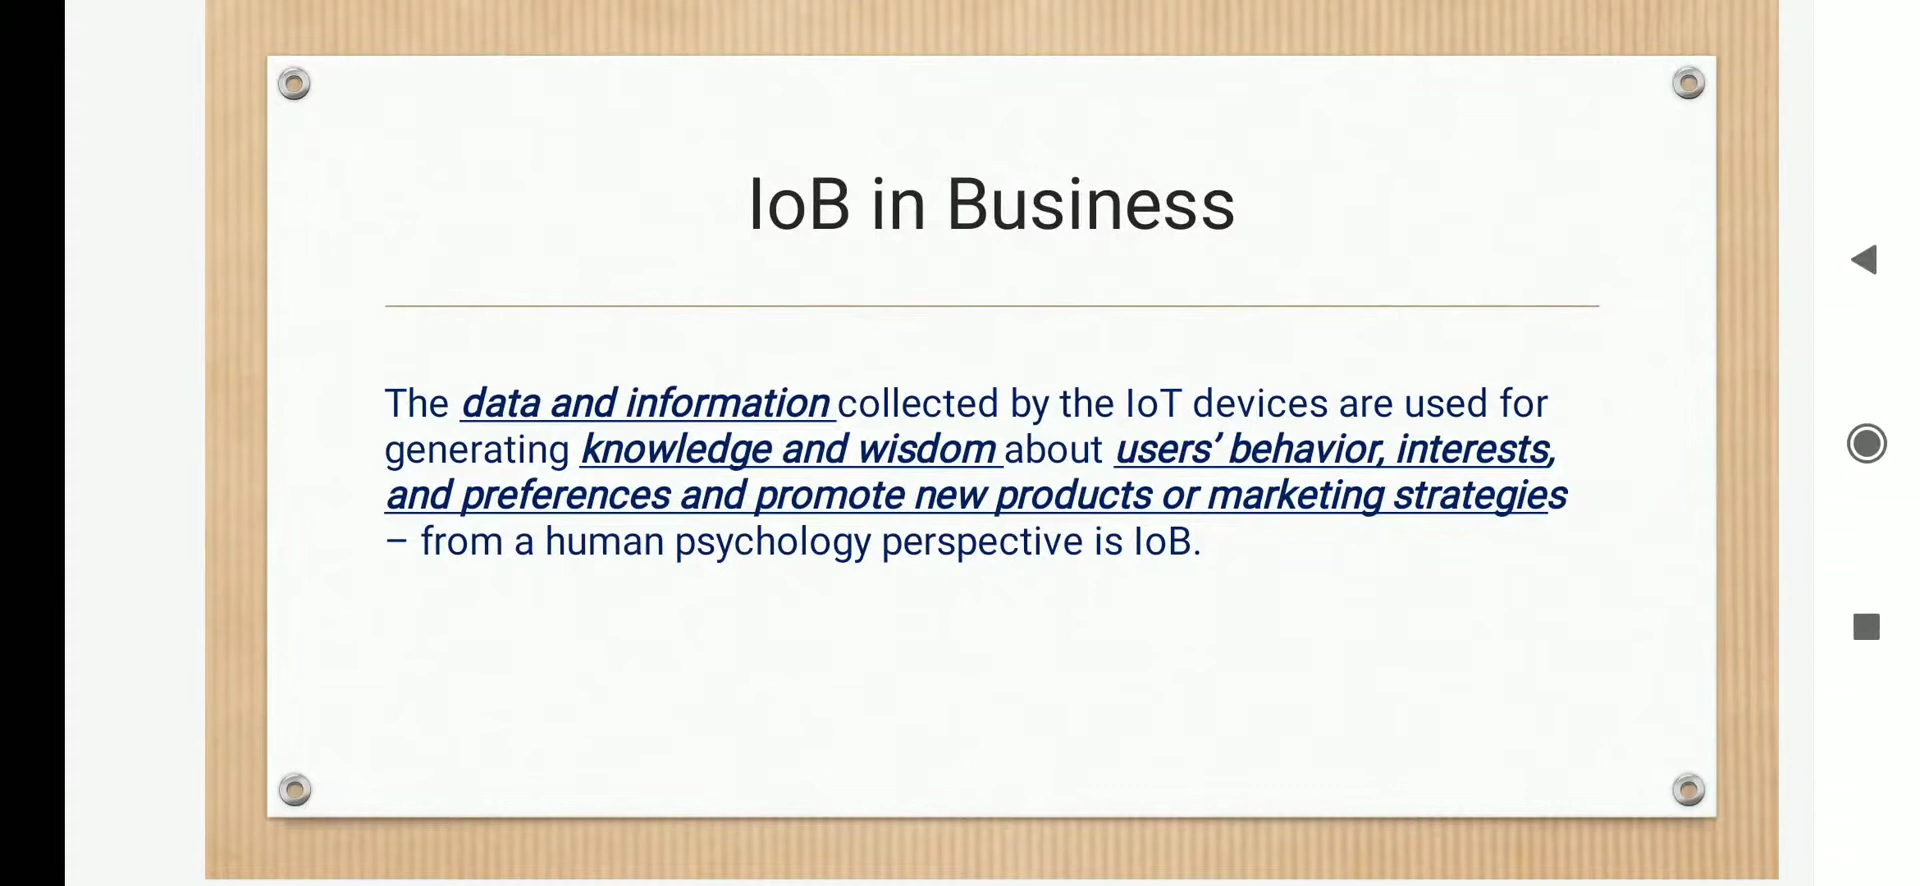 IoB in Business
The data and information collected by the IoT devices are used for
generating knowledge and wisdom about users’ behavior, interests,
and preferences and promote new products or marketing strategies
– from a human psychology perspective is IoB.